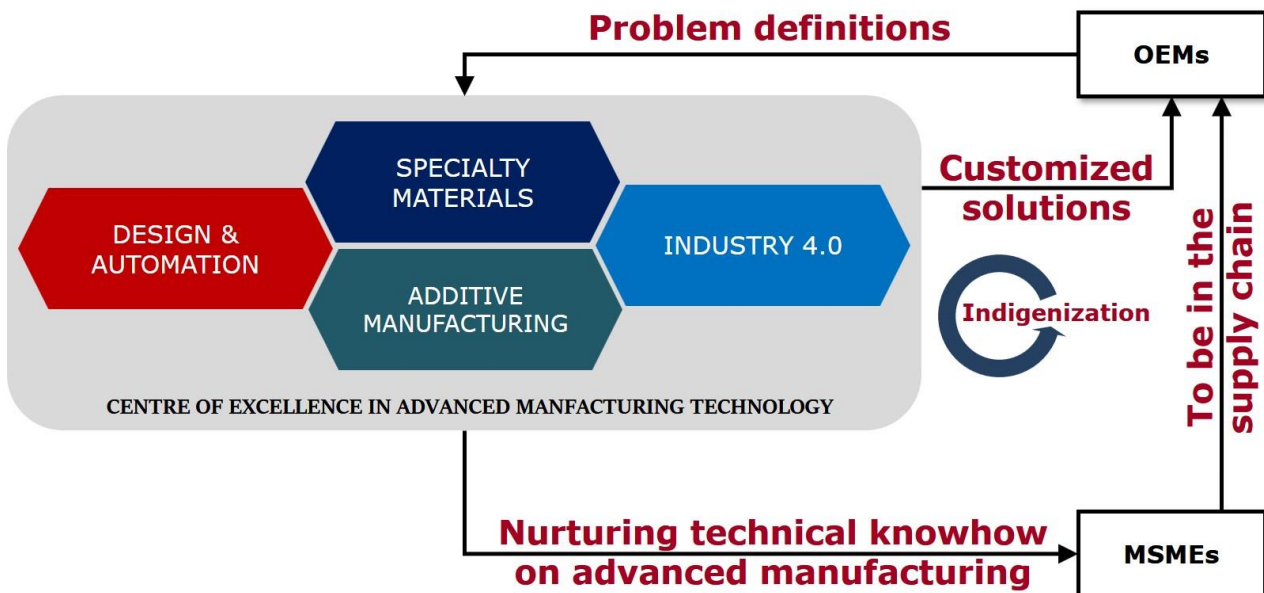 Problem definitions
OEMs
SPECIALTY
MATERIALS
DESIGN &
AUTOMATION
INDUSTRY 4.0
ADDITIVE
MANUFACTURING
CENTRE OF EXCELLENCE IN ADVANCED MANFACTURING TECHNOLOGY
Customized
solutions
Indigenization
To be in the
supply chain
Nurturing technical knowhow
on advanced manufacturing
MSMEs